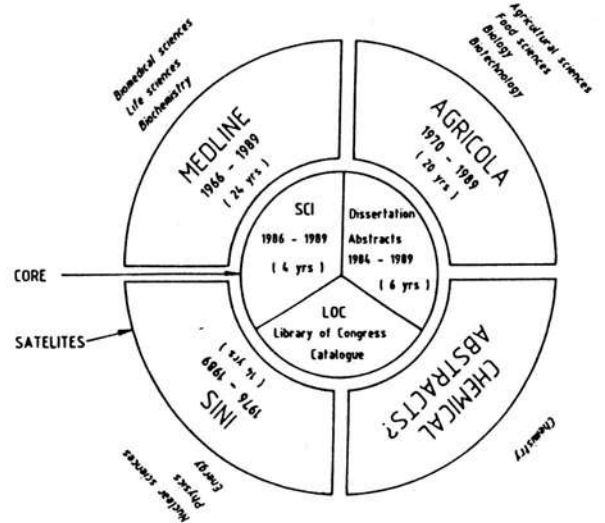 Biomedical sciences
Life sciences
Biochemistry
MEDLINE
1966 - 1989
( 24 yrs )
Agricultural sciences
Food sciences
Biology
Biotechnology
AGRICOLA
1970 - 1989
( 20 yrs )
SCI
1986 - 1989
( 4 yrs )
Dissertation
Abstracts
1984 - 1989
( 6 yrs )
LOC
Library of Congress
Catalogue
CORE
SATELITES
( 14 yrs )
1976 - 1989
INIS
Energy
Physics
Nuclear sciences
CHEMICAL
ABSTRACTS?
Chemistry